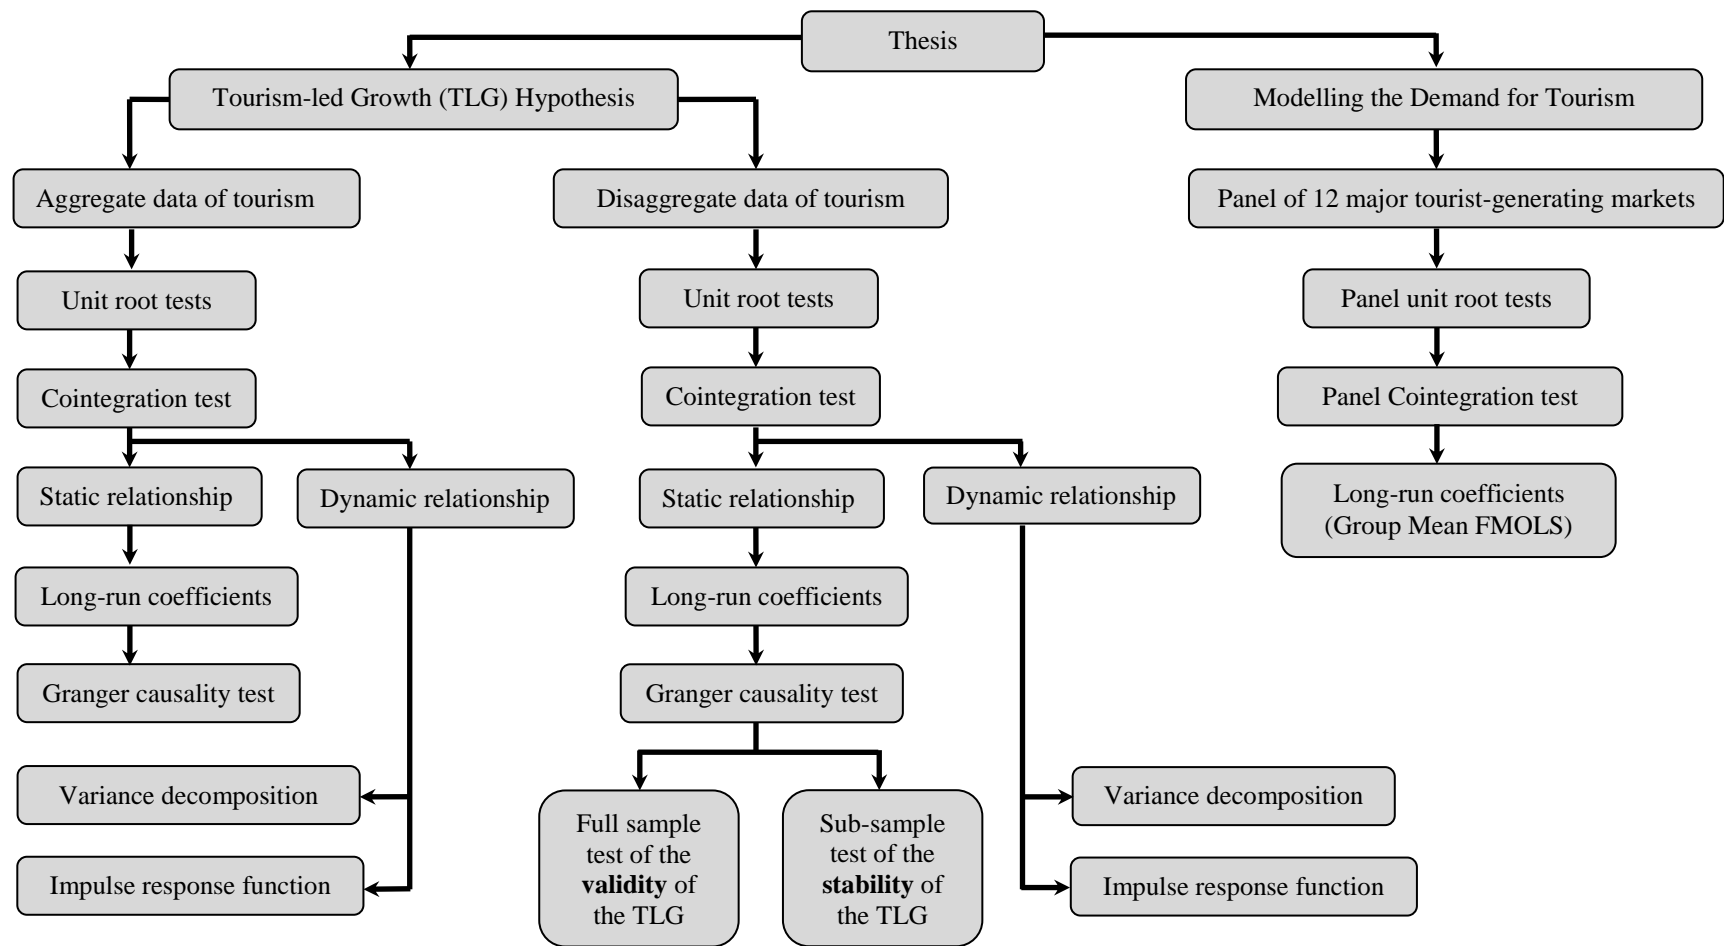 Thesis
Tourism-led Growth (TLG) Hypothesis
Modelling the Demand for Tourism
Aggregate data of tourism
Disaggregate data of tourism
Panel of 12 major tourist-generating markets
Unit root tests
Unit root tests
Panel unit root tests
Cointegration test
Cointegration test
Panel Cointegration test
Static relationship
Dynamic relationship
Static relationship
Dynamic relationship
Long-run coefficients
(Group Mean FMOLS)
Long-run coefficients
Long-run coefficients
Granger causality test
Granger causality test
Variance decomposition
Full sample
test of the
validity of
the TLG
Sub-sample
test of the
stability of
the TLG
Variance decomposition
Impulse response function
Impulse response function